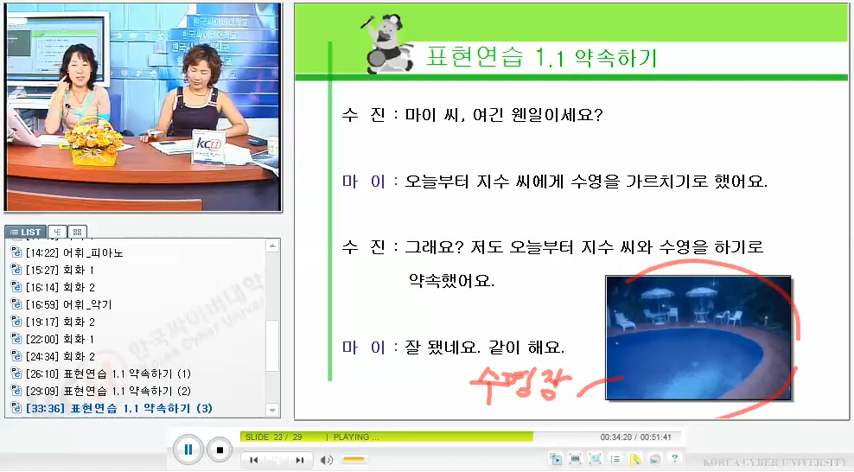 한국싸이버대학교
kcu
표현연습 1.1 약속하기
수 진 : 마이 씨, 여긴 웬일이세요?
마 이 : 오늘부터 지수 씨에게 수영을 가르치기로 했어요.
수 진 : 그래요? 저도 오늘부터 지수 씨와 수영을 하기로
약속했어요.
마 이 : 잘 됐네요. 같이 해요.
수영장
LIST
[14:22] 어휘_피아노
[15:27] 회화 1
[16:14] 회화 2
[16:59] 어휘_악기
[19:17] 회화 2
[22:00] 회화 1
[24:34] 회화 2
[26:10] 표현연습 1.1 약속하기 (1)
[29:09] 표현연습 1.1 약속하기 (2)
[33:36] 표현연습 1.1 약속하기 (3)
SLIDE 23 / 29 | PLAYING ...
00:34:20 / 00:51:41
KOREA CYBER UNIVERSITY